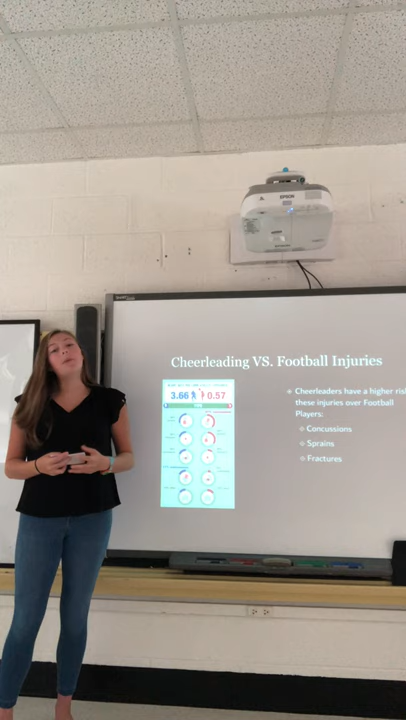 EPSON
Cheerleading VS. Football Injuries
3.66 0.57
Cheerleaders have a higher risk
these injuries over Football
Players:
Concussions
Sprains
Fractures